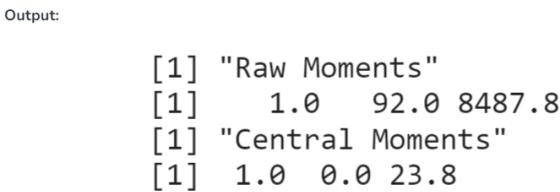 Output:
[1] "Raw Moments"
[1]    1.0   92.0 8487.8
[1] "Central Moments"
[1]  1.0  0.0 23.8